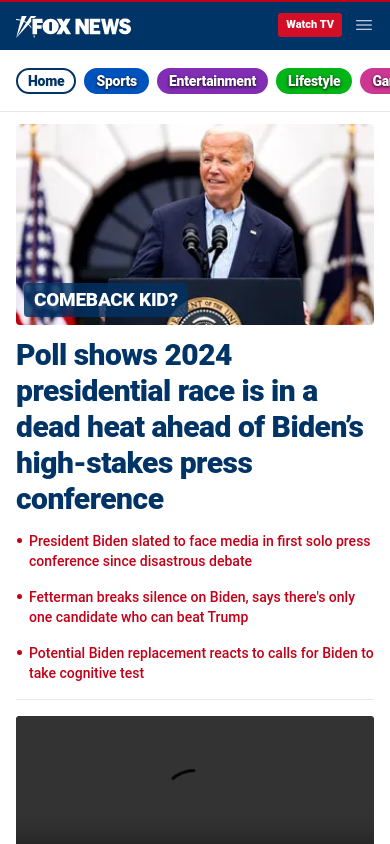 FOX NEWS
Watch TV
Home
Sports
Entertainment
Lifestyle
COMEBACK KID?
Poll shows 2024
presidential race is in a
dead heat ahead of Biden’s
high-stakes press
conference
President Biden slated to face media in first solo press
conference since disastrous debate
Fetterman breaks silence on Biden, says there's only
one candidate who can beat Trump
Potential Biden replacement reacts to calls for Biden to
take cognitive test